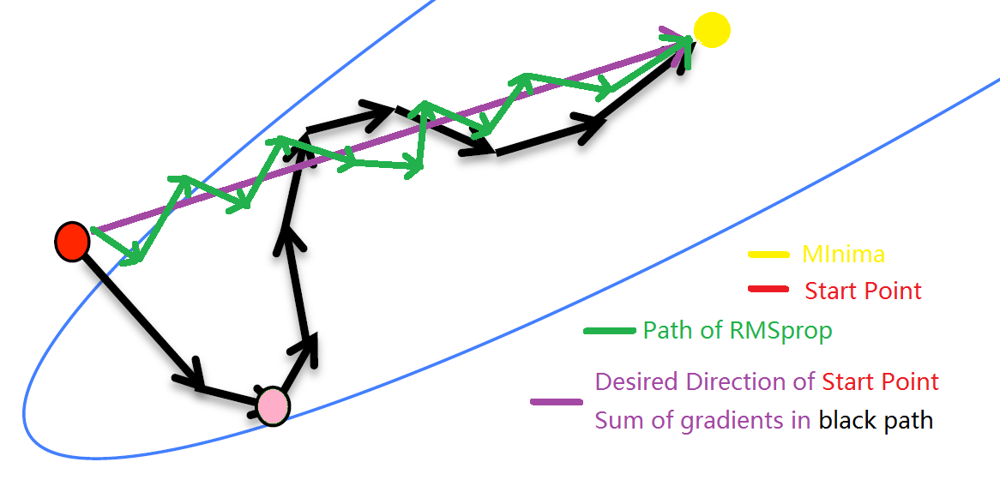 MInima
Start Point
Path of RMSprop
Desired Direction of Start Point
Sum of gradients in black path